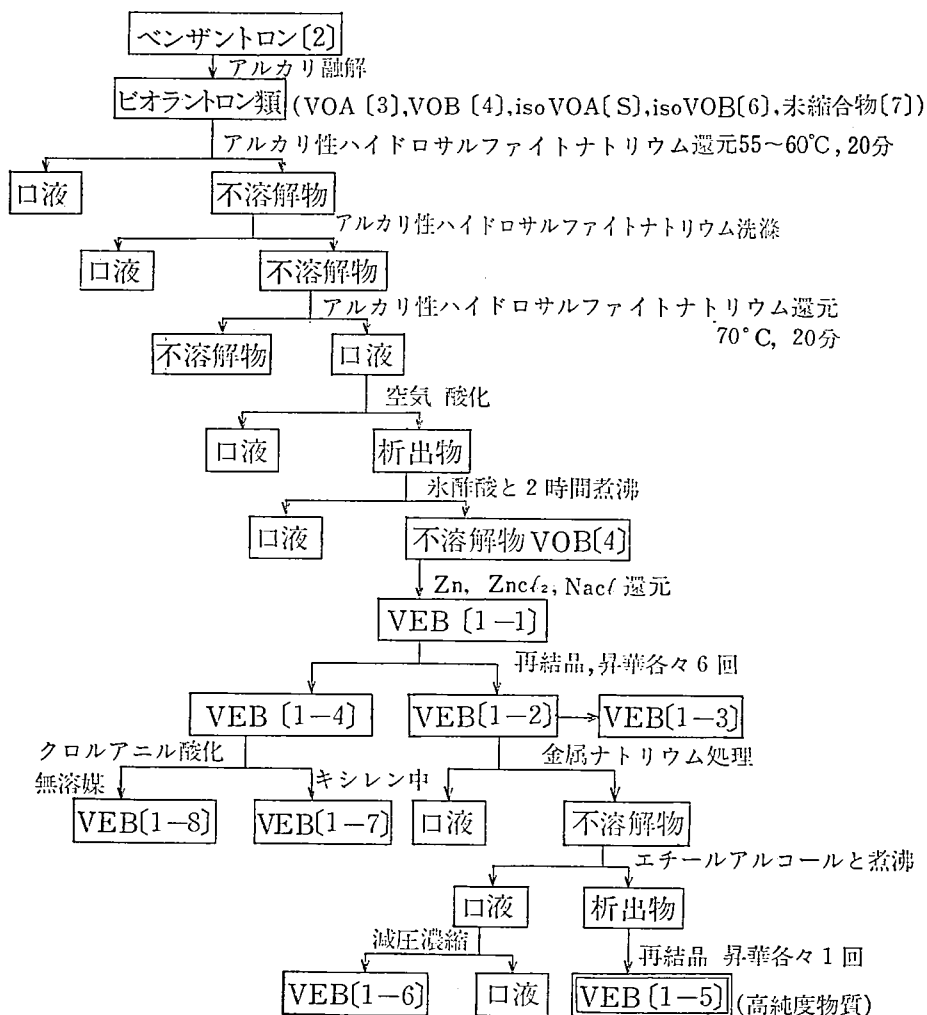 ベンザントロン〔2〕
アルカリ融解
ビオラントロン類 (VOA〔3〕,VOB〔4〕,isoVOA〔S〕,isoVOB〔6〕,未縮合物〔7〕)
アルカリ性ハイドロサルファイトナトリウム還元55~60℃, 20分
口液 不溶解物
アルカリ性ハイドロサルファイトナトリウム洗滌
口液 不溶解物
アルカリ性ハイドロサルファイトナトリウム還元
70°C, 20分
不溶解物 口液
空気 酸化
口液 析出物
氷酢酸と2時間煮沸
口液 不溶解物VOB〔4〕
Zn, Zncℓ₂, Nacℓ 還元
VEB〔1-1〕
再結晶,昇華各々6回
VEB〔1-4〕 VEB〔1-2〕 VEB〔1-3〕
クロルアニル酸化 金属ナトリウム処理
無溶媒 キシレン中
VEB〔1-8〕 VEB〔1-7〕 口液 不溶解物
エチールアルコールと煮沸
口液 析出物
減圧濃縮 再結晶 昇華各々1回
VEB〔1-6〕 口液 VEB〔1-5〕(高純度物質)